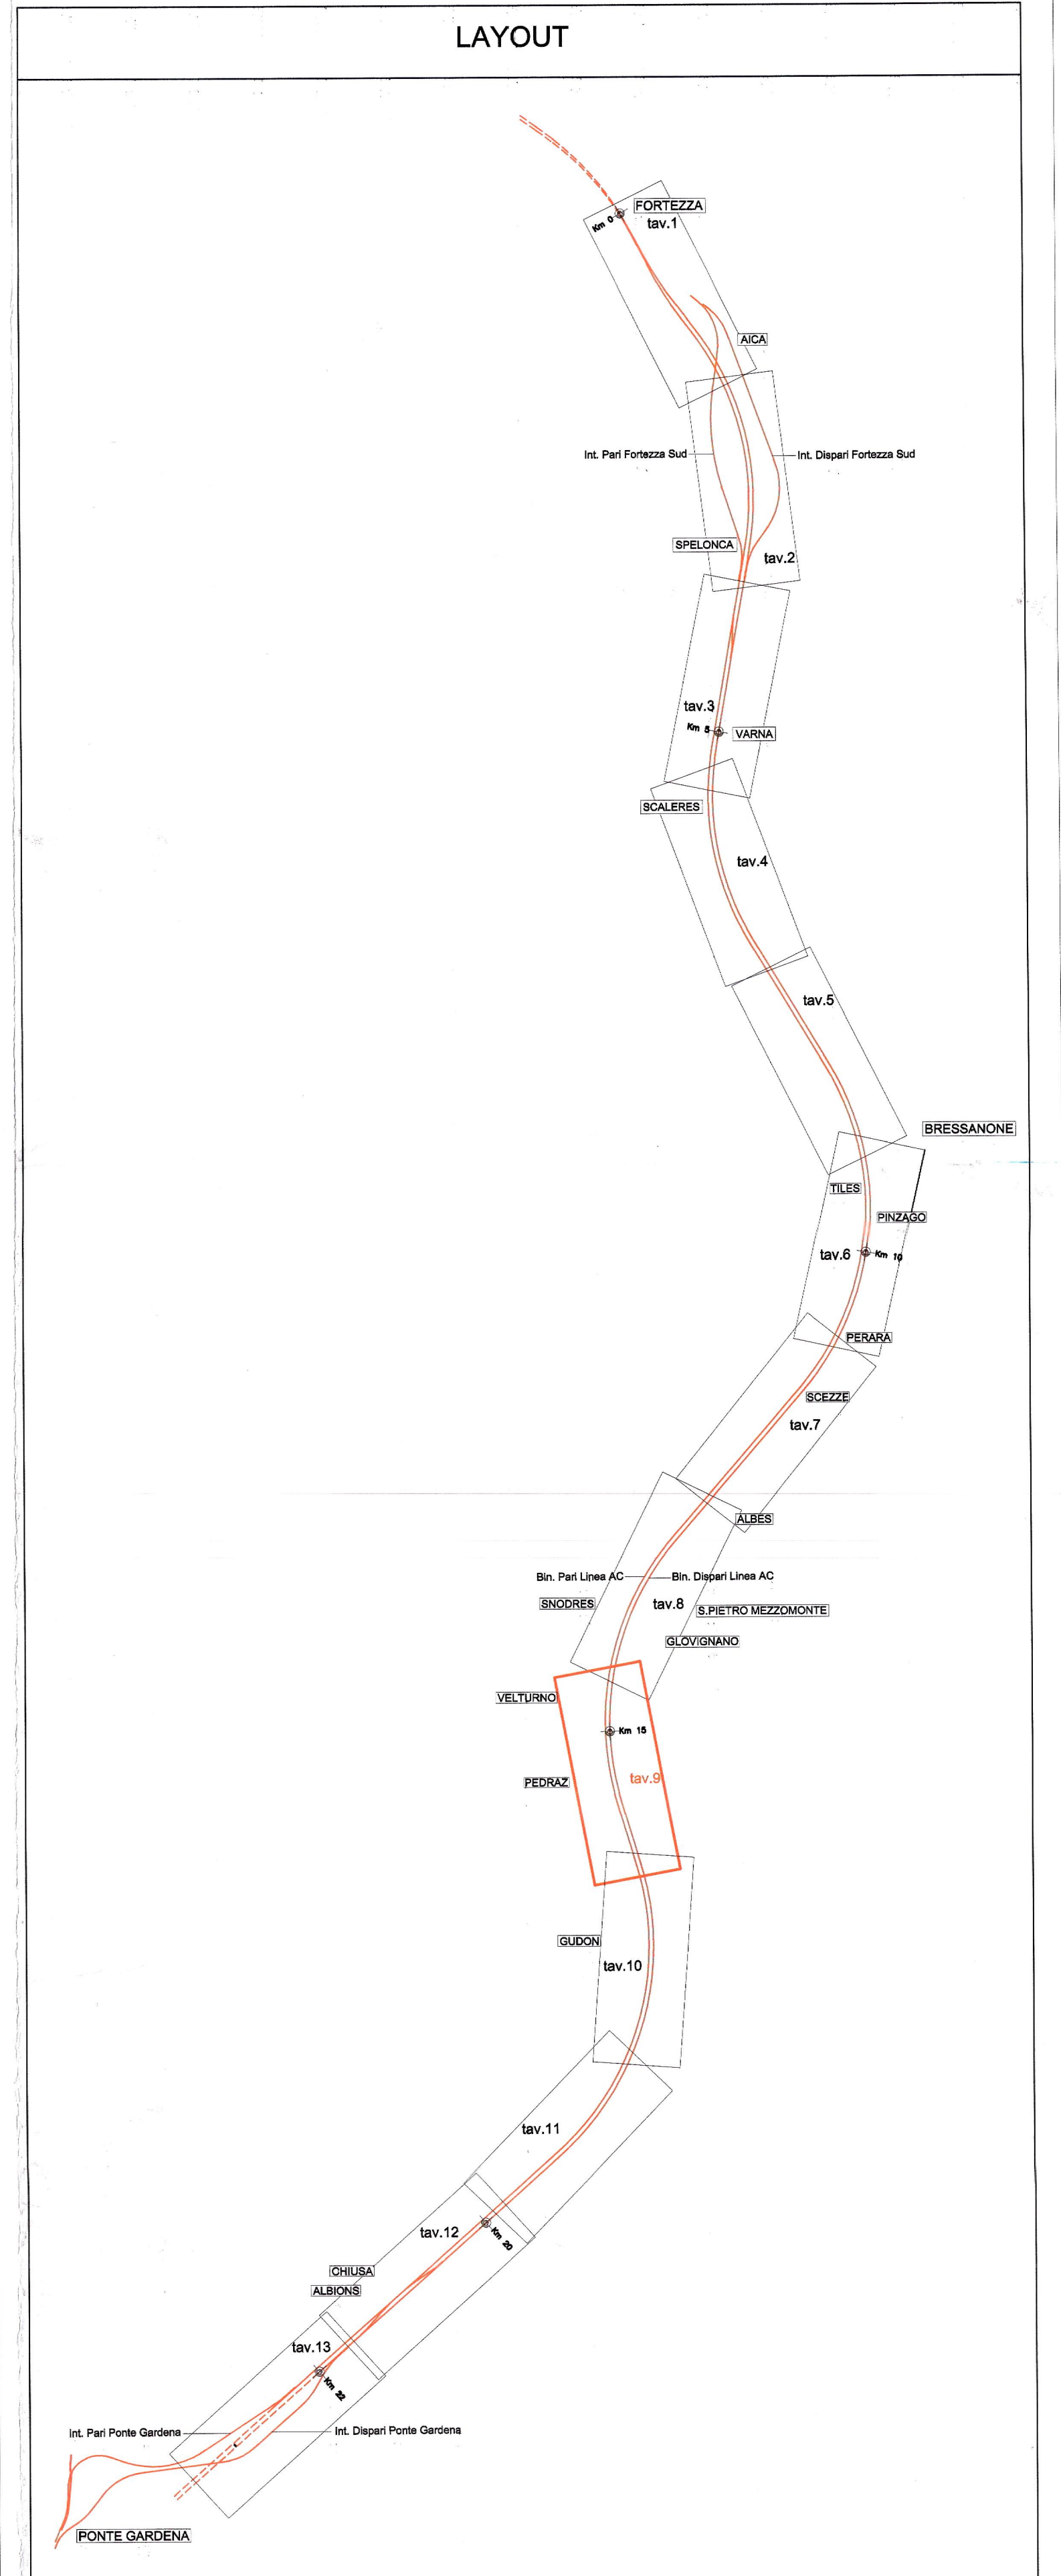 LAYOUT
FORTEZZA
Km 0
tav.1
AICA
Int. Pari Fortezza Sud
Int. Dispari Fortezza Sud
SPELONCA
tav.2
tav.3
Km 5
VARNA
SCALERES
tav.4
tav.5
BRESSANONE
TILES
PINZAGO
tav.6
Km 10
PERARA
SCEZZE
tav.7
ALBES
Bin. Pari Linea AC
Bin. Dispari Linea AC
SNODRES
tav.8
S.PIETRO MEZZOMONTE
GLOVIGNANO
VELTURNO
Km 15
tav.9
PEDRAZ
GUDON
tav.10
tav.11
tav.12
Km 20
CHIUSA
ALBIONS
tav.13
Km 22
Int. Pari Ponte Gardena
Int. Dispari Ponte Gardena
PONTE GARDENA